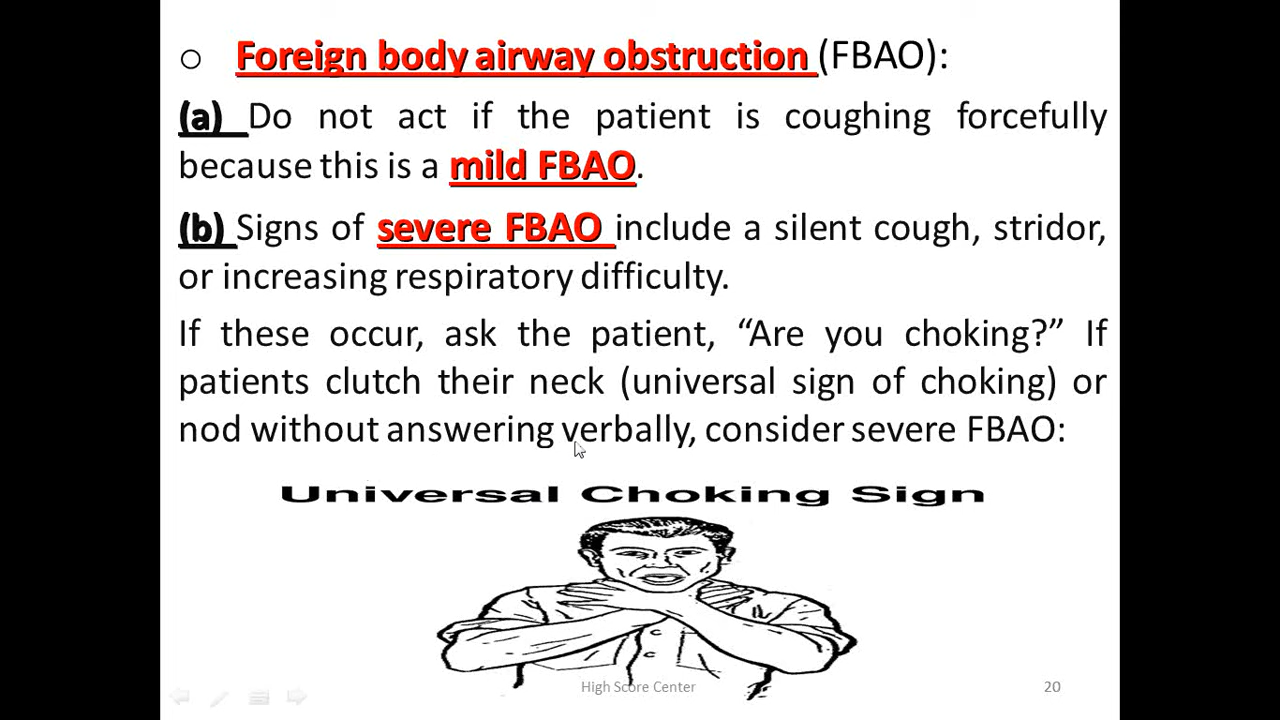 ○ Foreign body airway obstruction (FBAO):
(a) Do not act if the patient is coughing forcefully
because this is a mild FBAO.
(b) Signs of severe FBAO include a silent cough, stridor,
or increasing respiratory difficulty.
If these occur, ask the patient, “Are you choking?” If
patients clutch their neck (universal sign of choking) or
nod without answering verbally, consider severe FBAO:
Universal Choking Sign
High Score Center
20